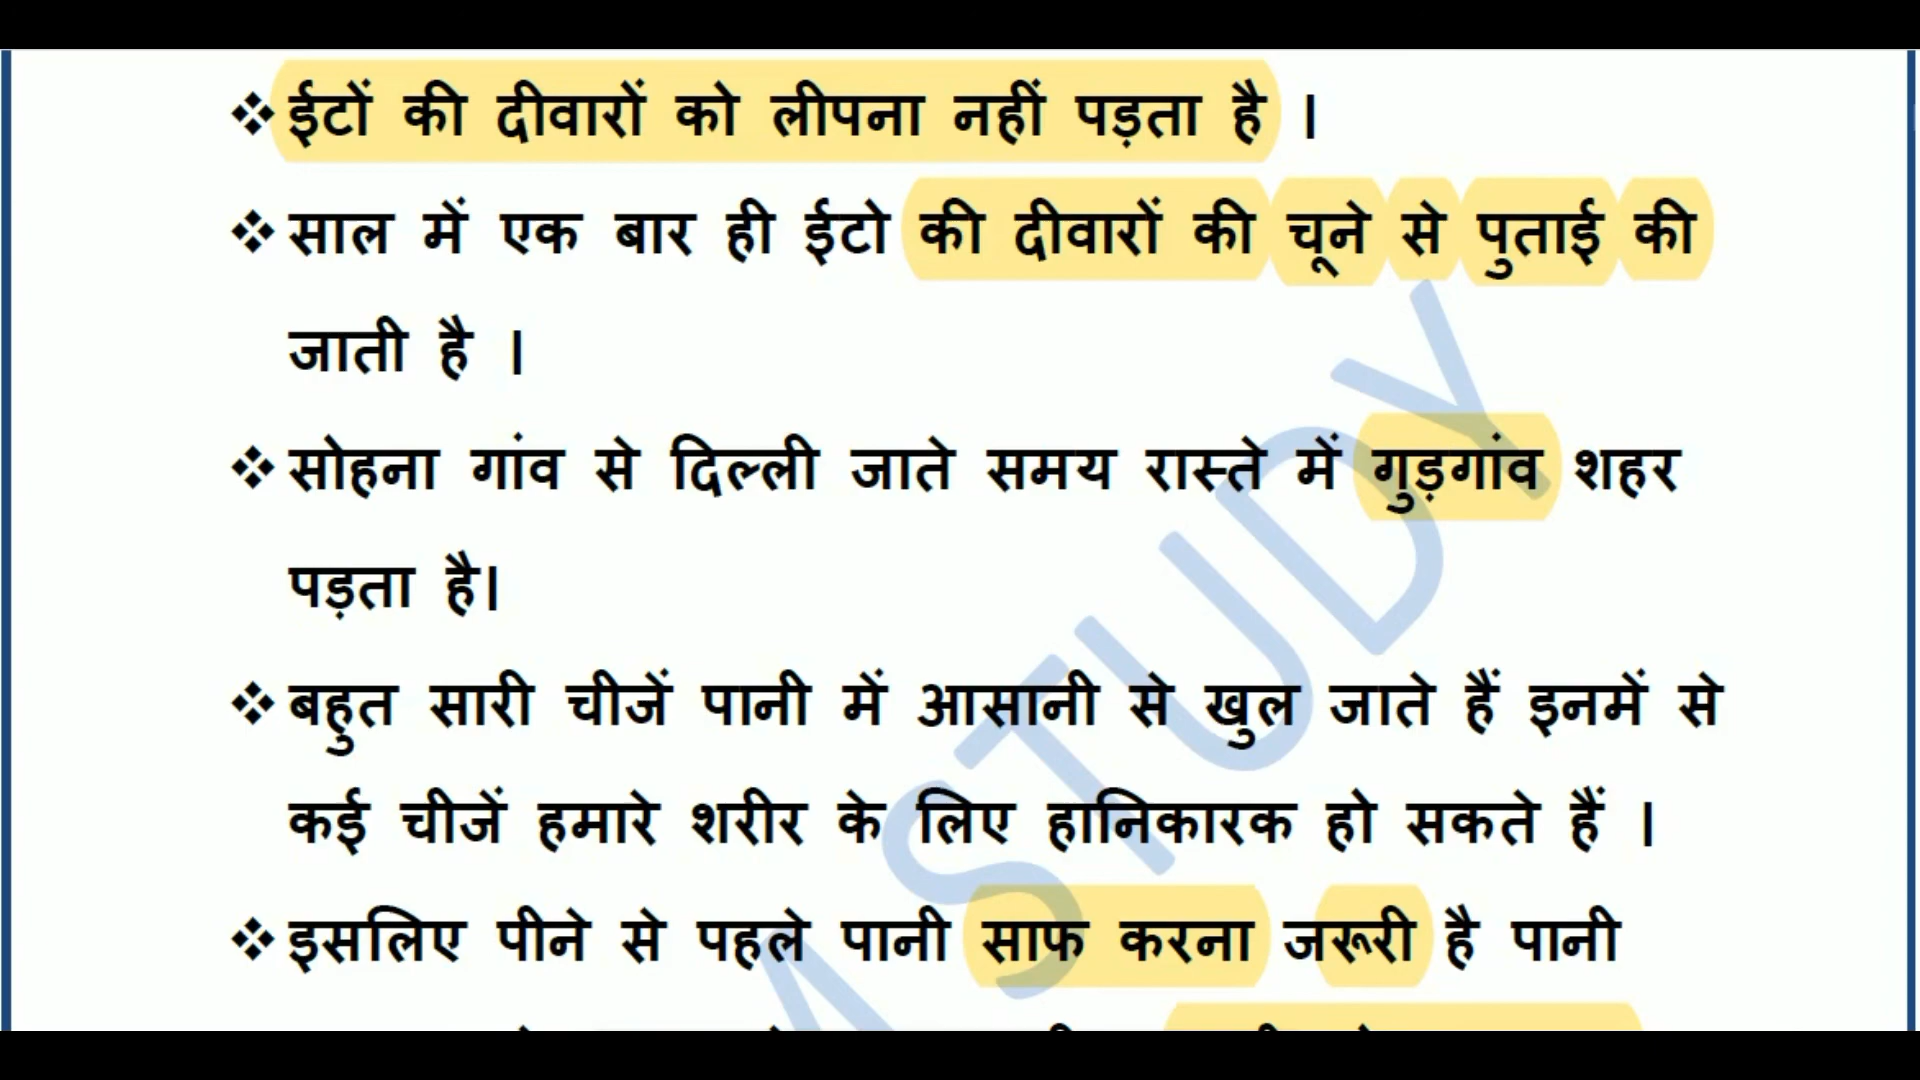 ❖ ईटों की दीवारों को लीपना नहीं पड़ता है ।
❖ साल में एक बार ही ईटो की दीवारों की चूने से पुताई की
जाती है ।
❖ सोहना गांव से दिल्ली जाते समय रास्ते में गुड़गांव शहर
पड़ता है।
❖ बहुत सारी चीजें पानी में आसानी से खुल जाते हैं इनमें से
कई चीजें हमारे शरीर के लिए हानिकारक हो सकते हैं ।
❖ इसलिए पीने से पहले पानी साफ करना जरूरी है पानी
M STUDY